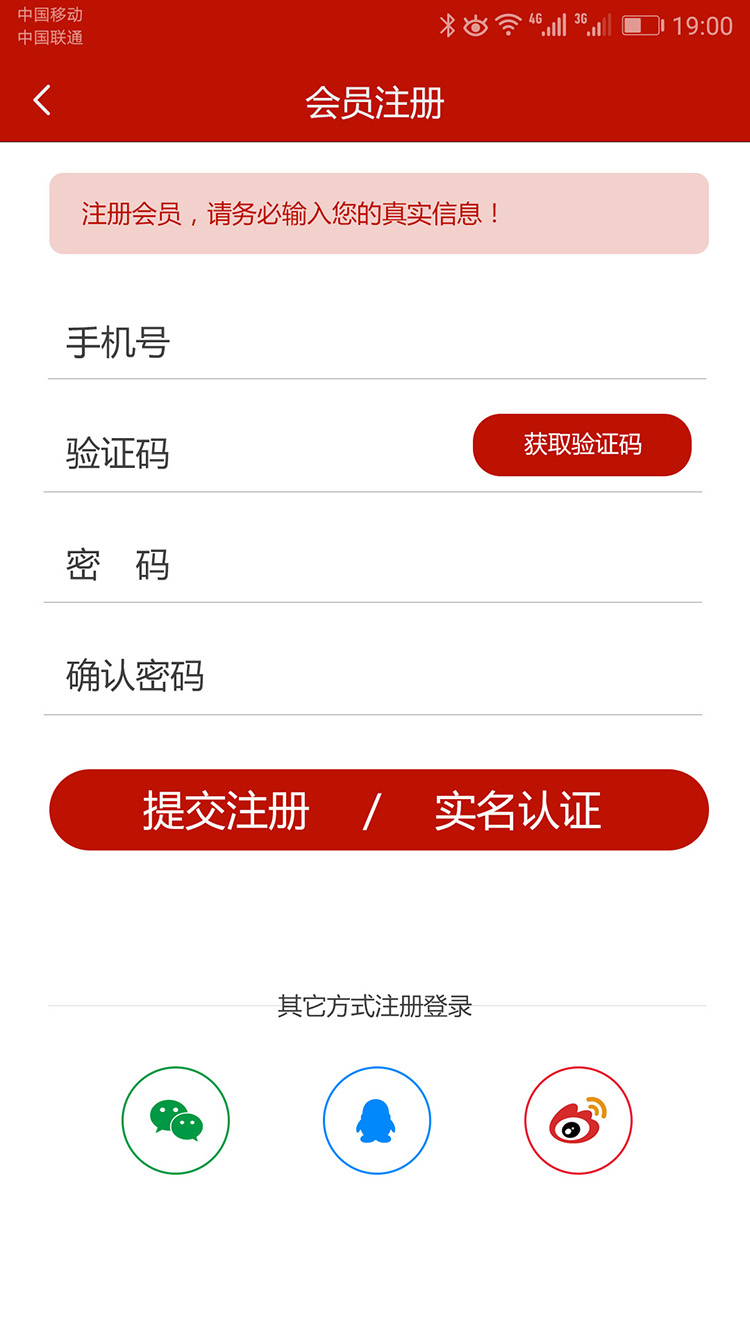 中国移动
中国联通
4G 3G 19:00
会员注册
注册会员，请务必输入您的真实信息！
手机号
验证码 获取验证码
密 码
确认密码
提交注册 / 实名认证
其它方式注册登录